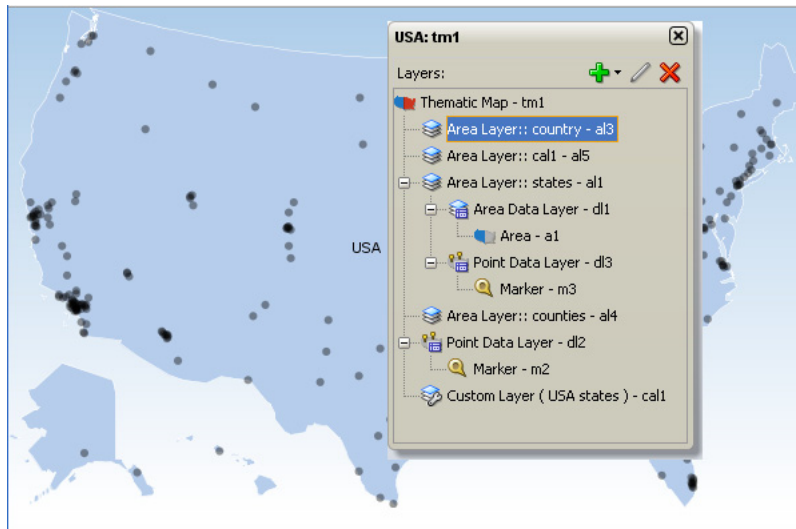 USA: tm1
Layers:
Thematic Map - tm1
Area Layer:: country - al3
Area Layer:: cal1 - al5
Area Layer:: states - al1
Area Data Layer - dl1
Area - a1
Point Data Layer - dl3
Marker - m3
Area Layer:: counties - al4
Point Data Layer - dl2
Marker - m2
Custom Layer ( USA states ) - cal1
USA